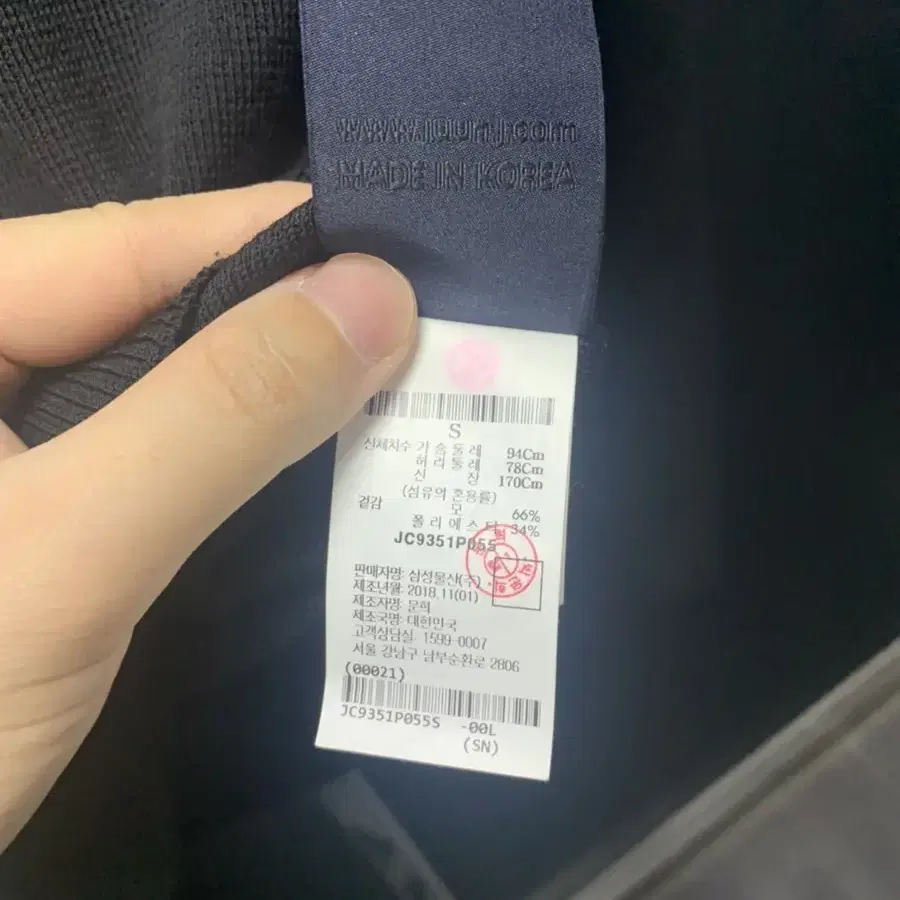 www.juunj.com
MADE IN KOREA
S
신체치수 가 슴 둘 레 94Cm
허 리 둘 레 78Cm
신 장 170Cm
(섬유의 혼용률)
겉감 모 66%
폴 리 에 스 터 34%
JC9351P055
판매자명: 삼성물산(주)
제조년월: 2018.11(01)
제조자명: 문혁
제조국명: 대한민국
고객상담실: 1599-0007
서울 강남구 남부순환로 2806
(00021)
JC9351P055S -00L
(SN)